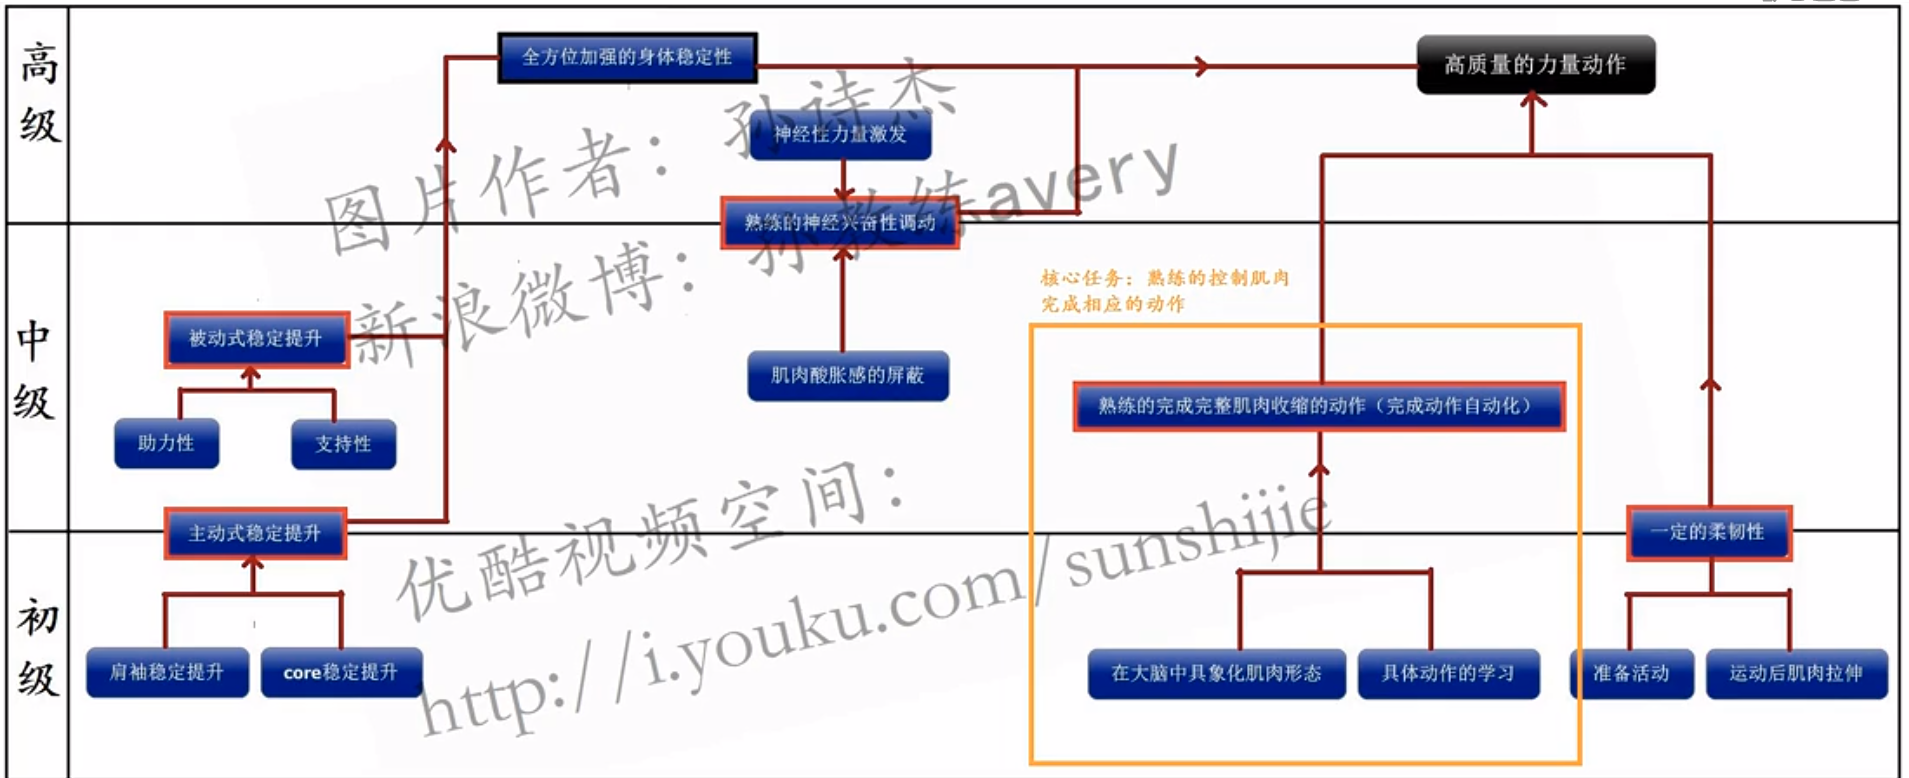 高级
全方位加强的身体稳定性
高质量的力量动作
神经性力量激发
熟练的神经兴奋性调动
图片作者：孙诗杰
新浪微博：孙教练avery
中级
核心任务：熟练的控制肌肉
完成相应的动作
被动式稳定提升
肌肉酸胀感的屏蔽
熟练的完成完整肌肉收缩的动作（完成动作自动化）
助力性
支持性
主动式稳定提升
一定的柔韧性
优酷视频空间：
http://i.youku.com/sunshijie
初级
肩袖稳定提升
core稳定提升
在大脑中具象化肌肉形态
具体动作的学习
准备活动
运动后肌肉拉伸